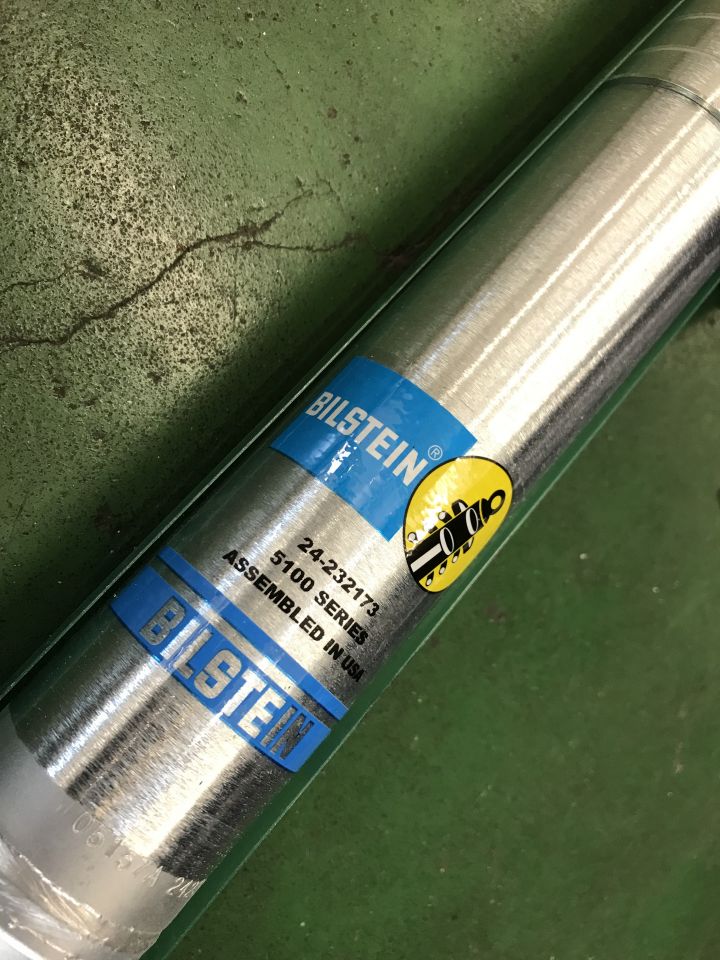 BILSTEIN®
24-232173
5100 SERIES
ASSEMBLED IN USA
BILSTEIN